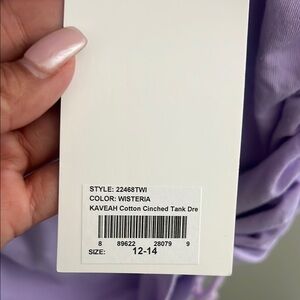 STYLE: 22468TWI
COLOR: WISTERIA
KAVEAH Cotton Cinched Tank Dre
8 89622 28079 9
SIZE: 12-14